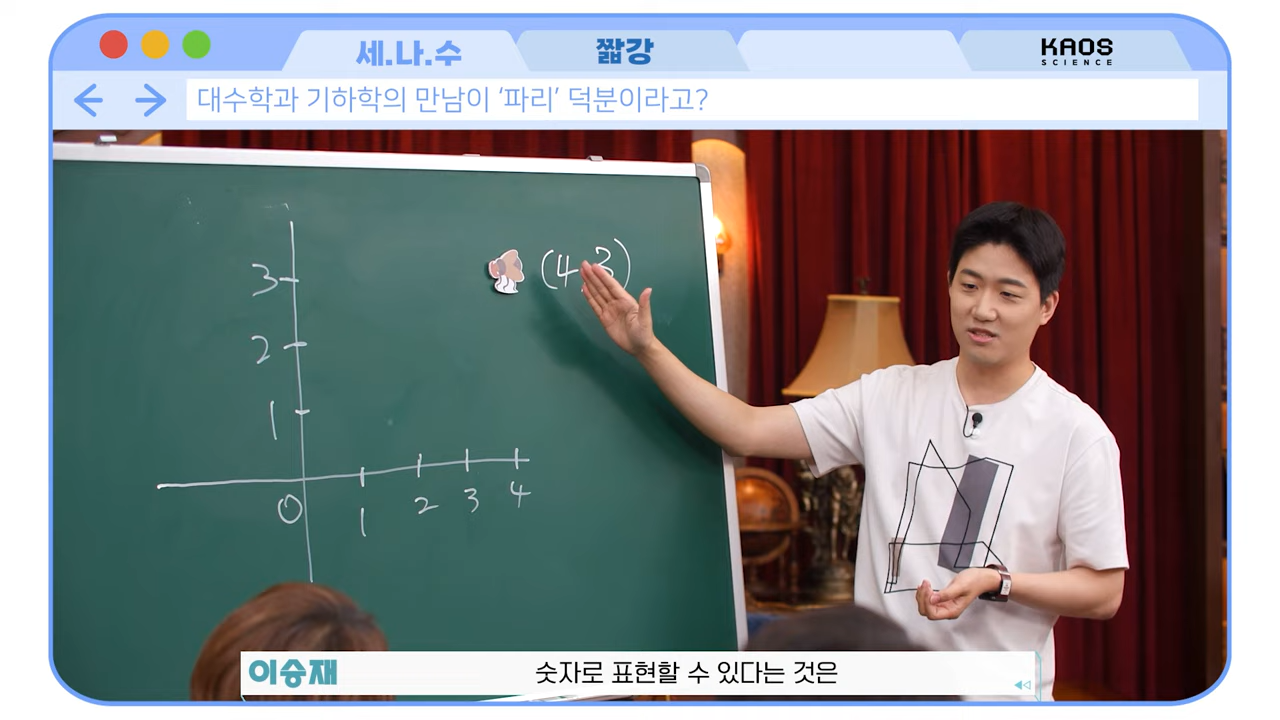 세.나.수
짧강
KAOS
SCIENCE
대수학과 기하학의 만남이 ‘파리’ 덕분이라고?
(4,3)
3
2
1
0
1
2
3
4
이승재
숫자로 표현할 수 있다는 것은